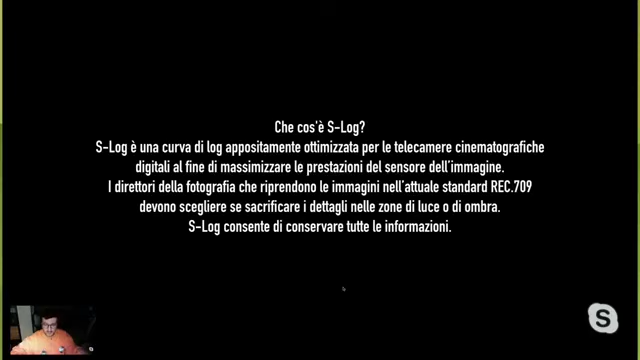 Che cos'è S-Log?
S-Log è una curva di log appositamente ottimizzata per le telecamere cinematografiche
digitali al fine di massimizzare le prestazioni del sensore dell'immagine.
I direttori della fotografia che riprendono le immagini nell'attuale standard REC.709
devono scegliere se sacrificare i dettagli nelle zone di luce o di ombra.
S-Log consente di conservare tutte le informazioni.
S